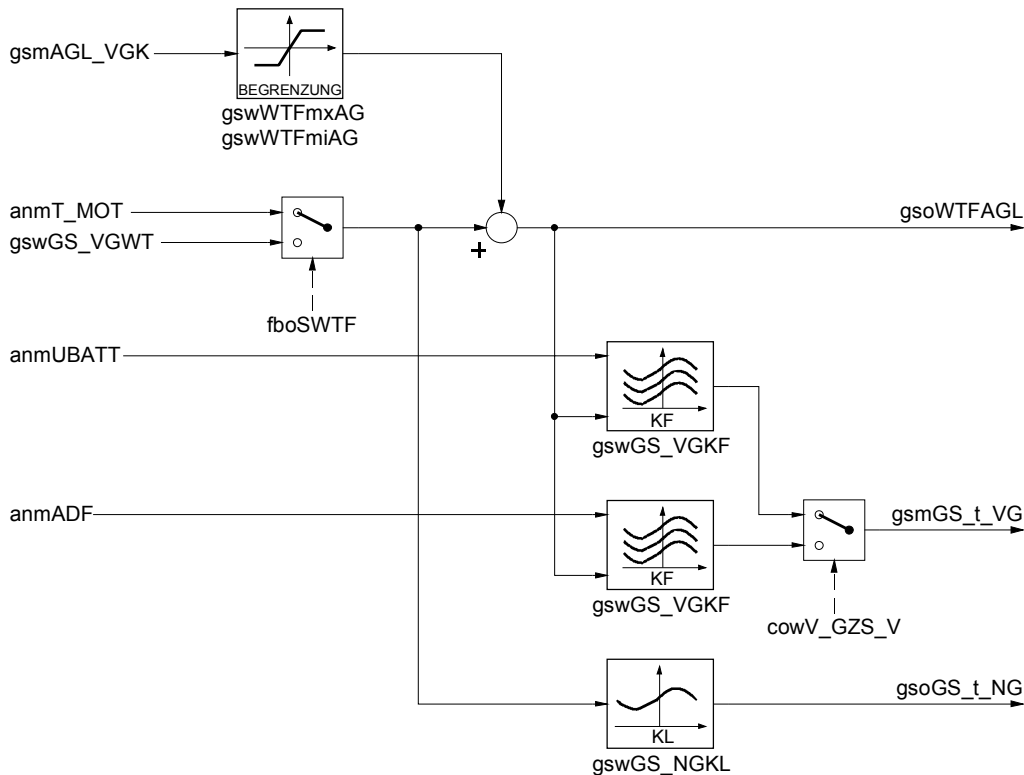 gsmAGL_VGK
BEGRENZUNG
gswWTFmxAG
gswWTFmiAG
anmT_MOT
gswGS_VGWT
fboSWTF
+
gsoWTFAGL
anmUBATT
KF
gswGS_VGKF
anmADF
KF
gswGS_VGKF
gsmGS_t_VG
cowV_GZS_V
KL
gswGS_NGKL
gsoGS_t_NG